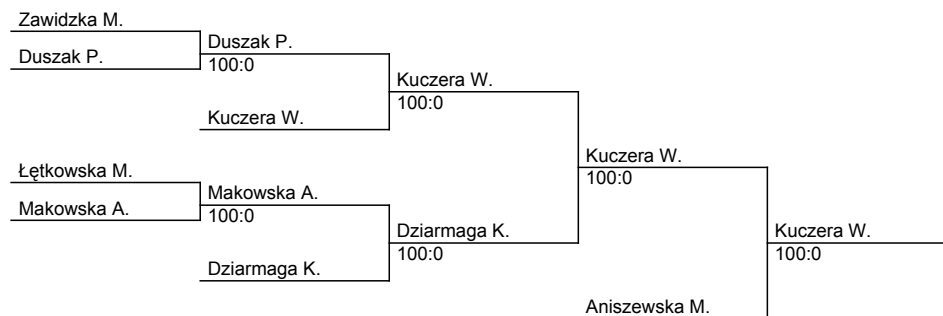 Zawidzka M.
Duszak P.
Duszak P.
100:0
Kuczera W.
Kuczera W.
100:0
Łętkowska M.
Makowska A.
Makowska A.
100:0
Dziarmaga K.
Dziarmaga K.
100:0
Kuczera W.
100:0
Aniszewska M.
Kuczera W.
100:0